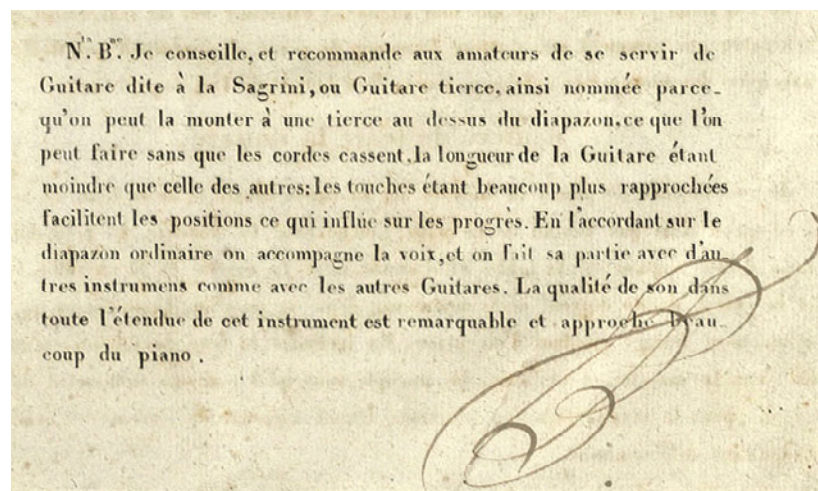 N.ta B.ne Je conseille, et recommande aux amateurs de se servir de
Guitare dite à la Sagrini, ou Guitare tierce, ainsi nommée parce-
qu'on peut la monter à une tierce au dessus du diapazon, ce que l'on
peut faire sans que les cordes cassent, la longueur de la Guitare étant
moindre que celle des autres: les touches étant beaucoup plus rapprochées
facilitent les positions ce qui influe sur les progrès. En l'accordant sur le
diapazon ordinaire on accompagne la voix, et on fait sa partie avec d'au-
tres instrumens comme avec les autres Guitares. La qualité de son dans
toute l'étendue de cet instrument est remarquable et approche beau-
coup du piano.